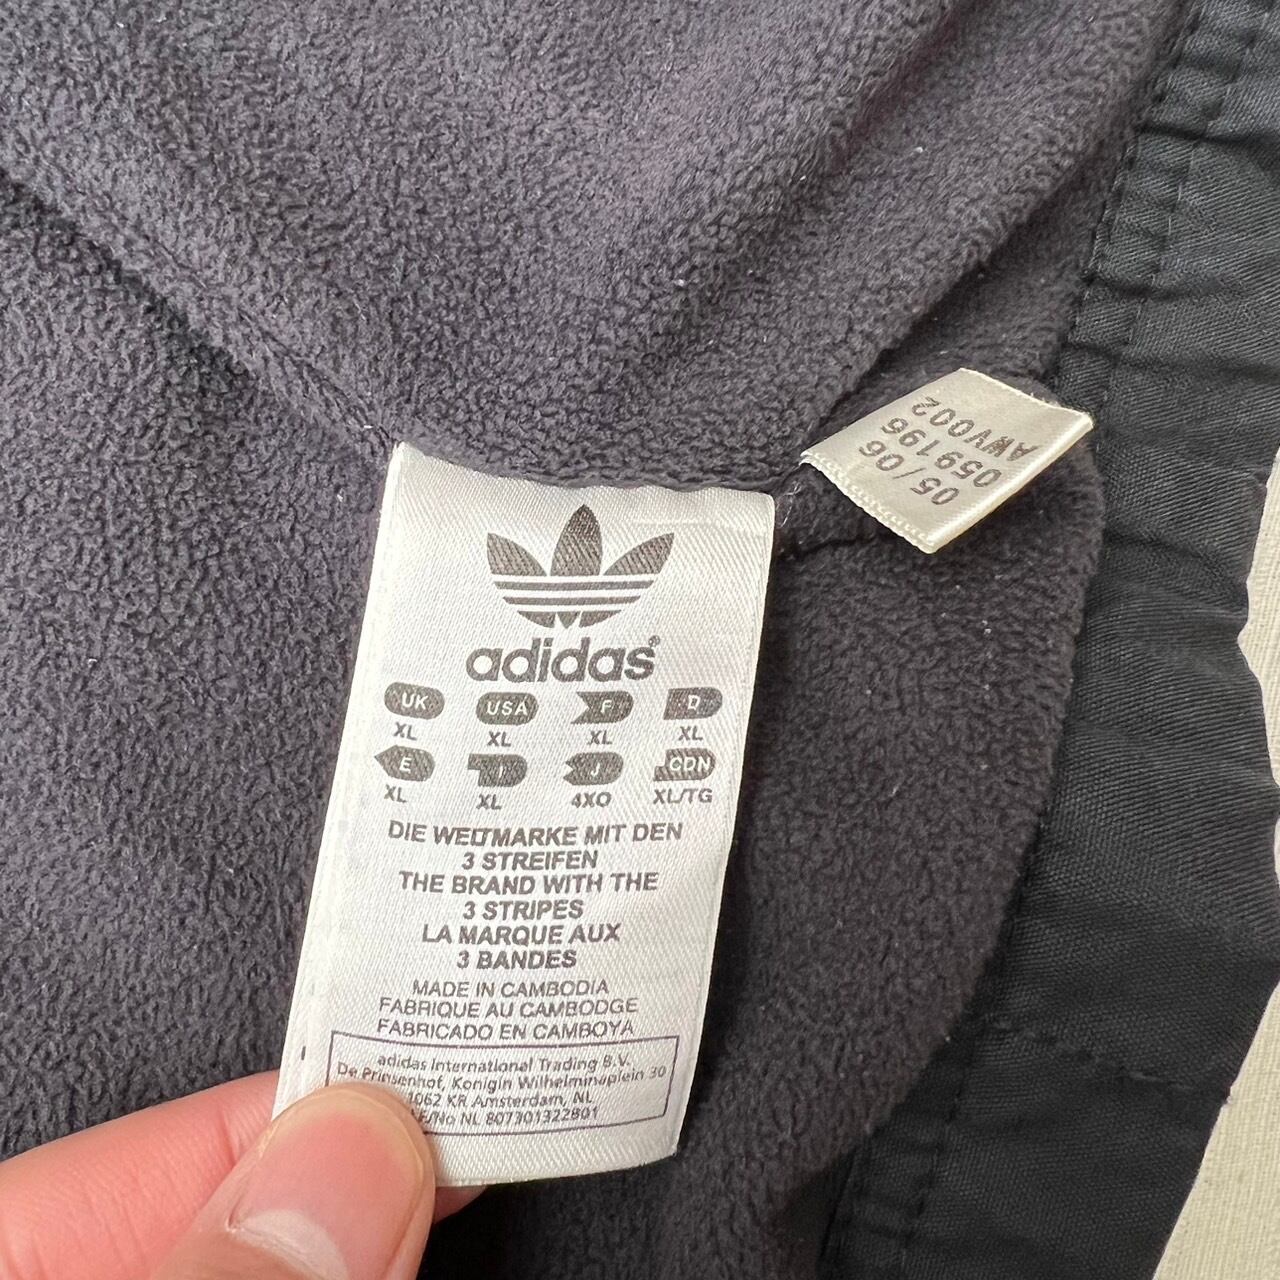 adidas®
UK USA F D
XL XL XL XL
E I J CDN
XL XL 4XO XL/TG
DIE WELTMARKE MIT DEN
3 STREIFEN
THE BRAND WITH THE
3 STRIPES
LA MARQUE AUX
3 BANDES
MADE IN CAMBODIA
FABRIQUE AU CAMBODGE
FABRICADO EN CAMBOYA
adidas International Trading B.V.
De Prinsenhof, Konigin Wilhelminaplein 30
1062 KR Amsterdam, NL
No NL 807301322B01
05/06
059196
AWV002